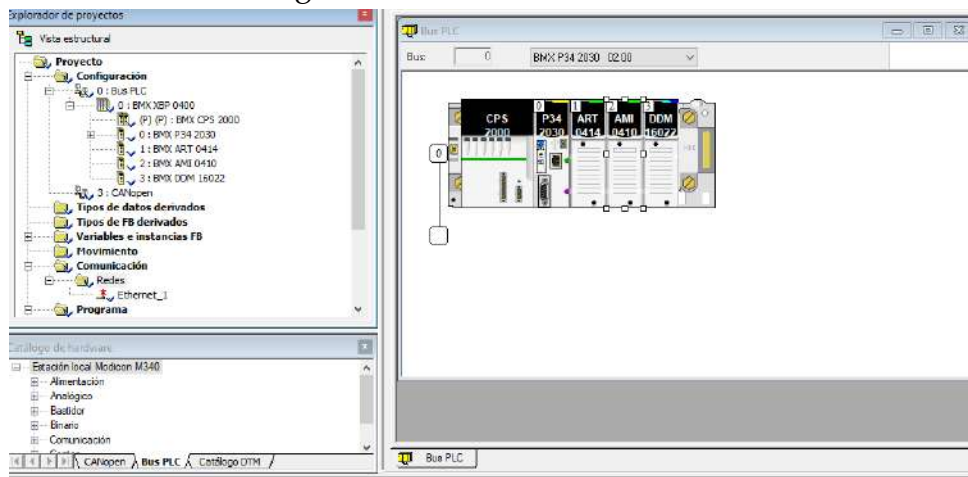 Explorador de proyectos
Vista estructural
Proyecto
Configuración
0 : Bus PLC
0 : BMX XBP 0400
(P) (P) : BMX CPS 2000
0 : BMX P34 2030
1 : BMX ART 0414
2 : BMX AMI 0410
3 : BMX DDM 16022
3 : CANopen
Tipos de datos derivados
Tipos de FB derivados
Variables e instancias FB
Movimiento
Comunicación
Redes
Ethernet_1
Programa
Catálogo de hardware
Estación local Modicon M340
Alimentación
Analógico
Bastidor
Binario
Comunicación
CANopen Bus PLC Catálogo DTM
Bus PLC
Bus: 0 BMX P34 2030 02.00
0 1 2 3
CPS P34 ART AMI DDM
2000 2030 0414 0410 16022
0
Bus PLC